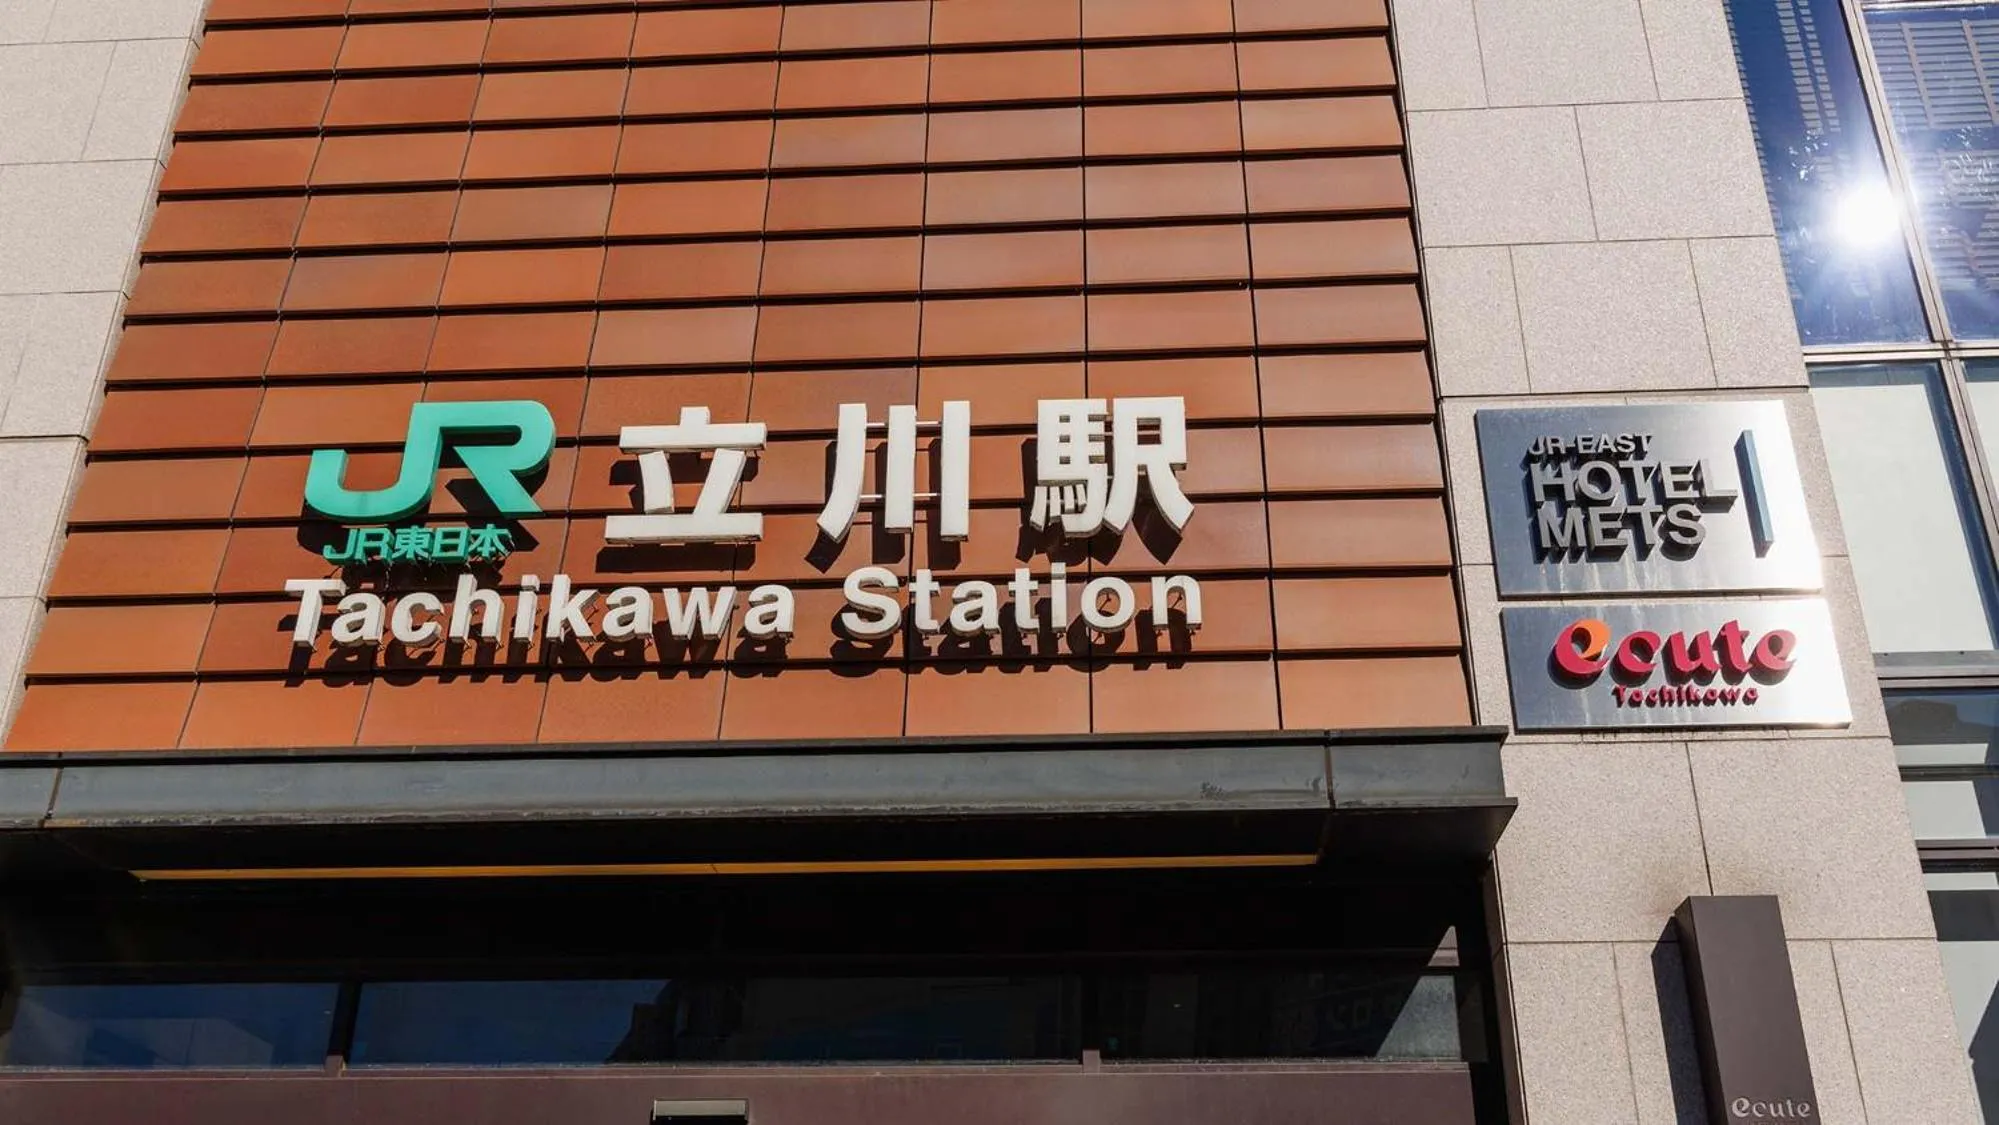 JR 立川駅
JR東日本
Tachikawa Station
JR-EAST
HOTEL
METS
ecute
Tachikawa
ecute